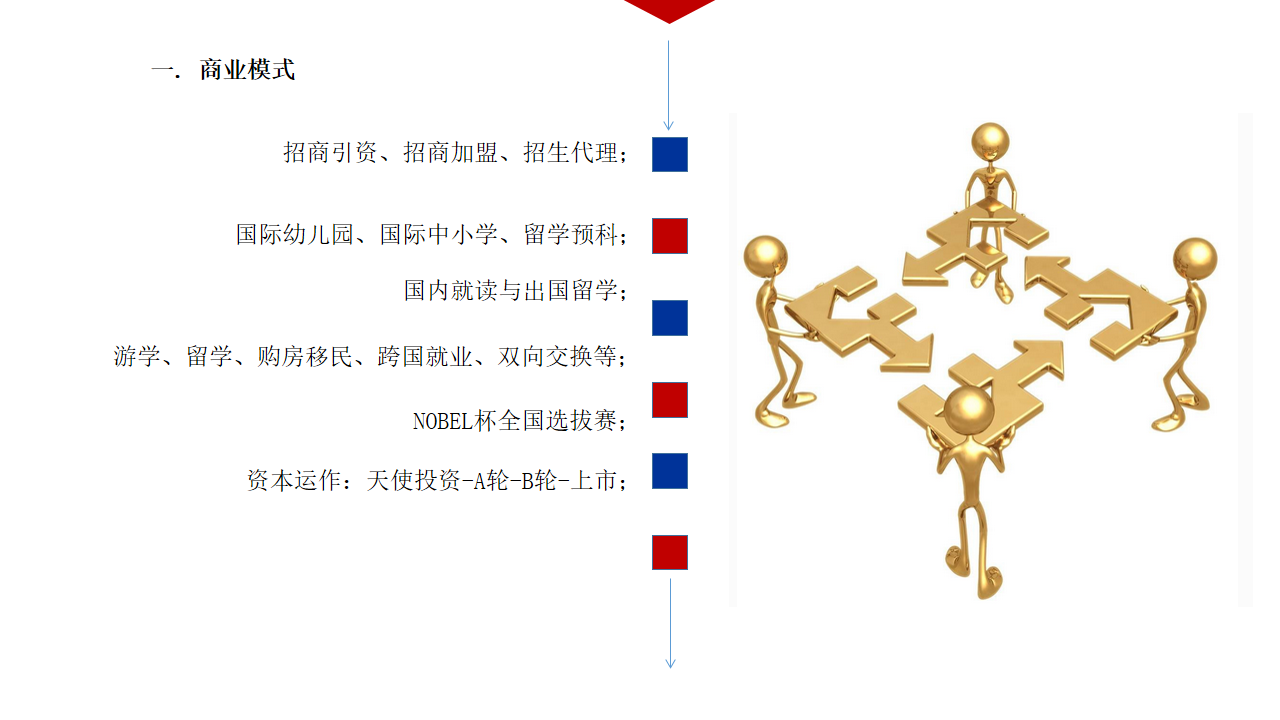 一. 商业模式
招商引资、招商加盟、招生代理；
国际幼儿园、国际中小学、留学预科；
国内就读与出国留学；
游学、留学、购房移民、跨国就业、双向交换等；
NOBEL杯全国选拔赛；
资本运作：天使投资-A轮-B轮-上市；